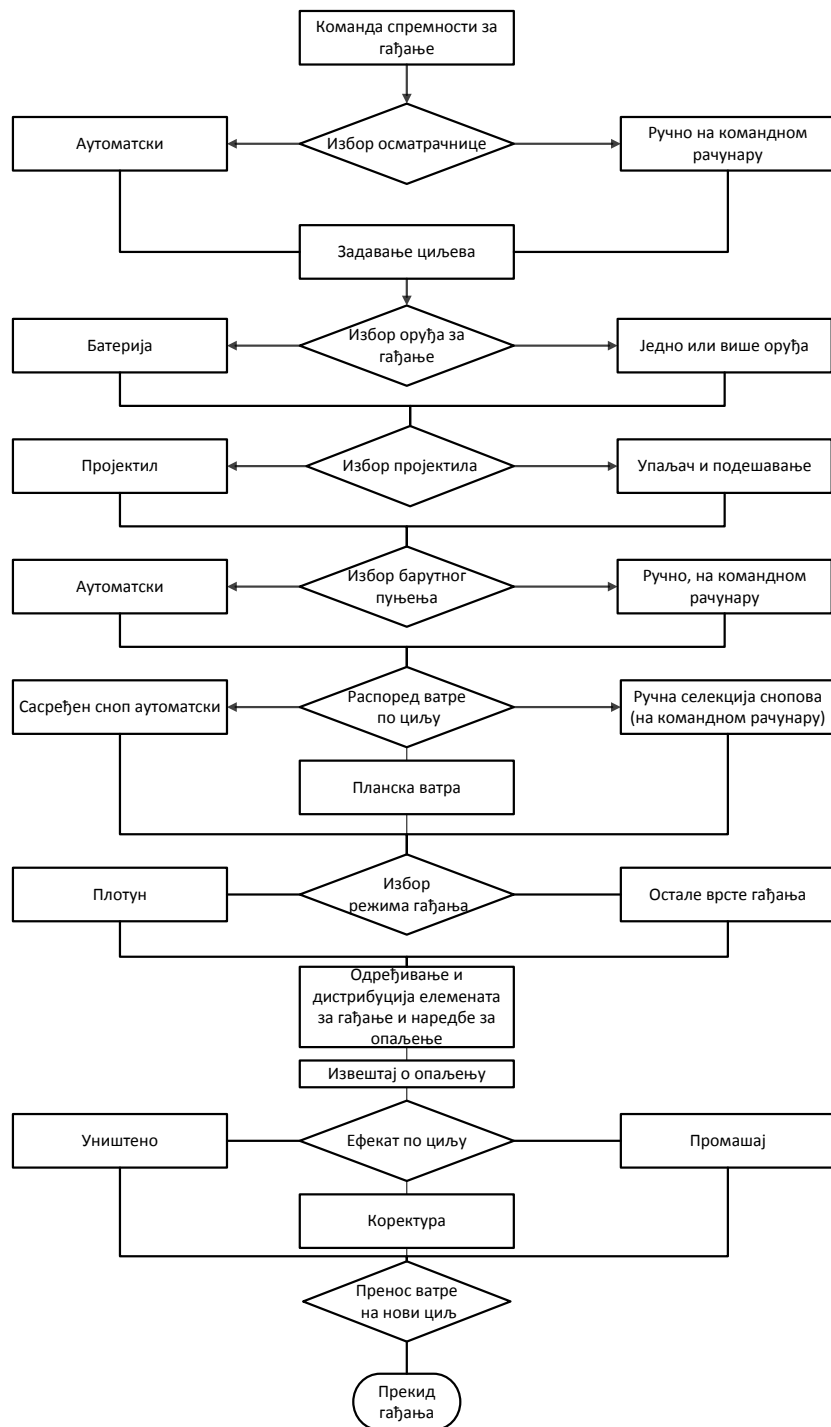 Команда спремности за
гађање
Аутоматски
Избор осматрачнице
Ручно на командном
рачунару
Задавање циљева
Батерија
Избор оруђа за
гађање
Једно или више оруђа
Пројектил
Избор пројектила
Упаљач и подешавање
Аутоматски
Избор барутног
пуњења
Ручно, на командном
рачунару
Сасређен сноп аутоматски
Распоред ватре
по циљу
Ручна селекција снопова
(на командном рачунару)
Планска ватра
Плотун
Избор
режима гађања
Остале врсте гађања
Одређивање и
дистрибуција елемената
за гађање и наредбе за
опаљење
Извештај о опаљењу
Уништено
Ефекат по циљу
Промашај
Коректура
Пренос ватре
на нови циљ
Прекид
гађања